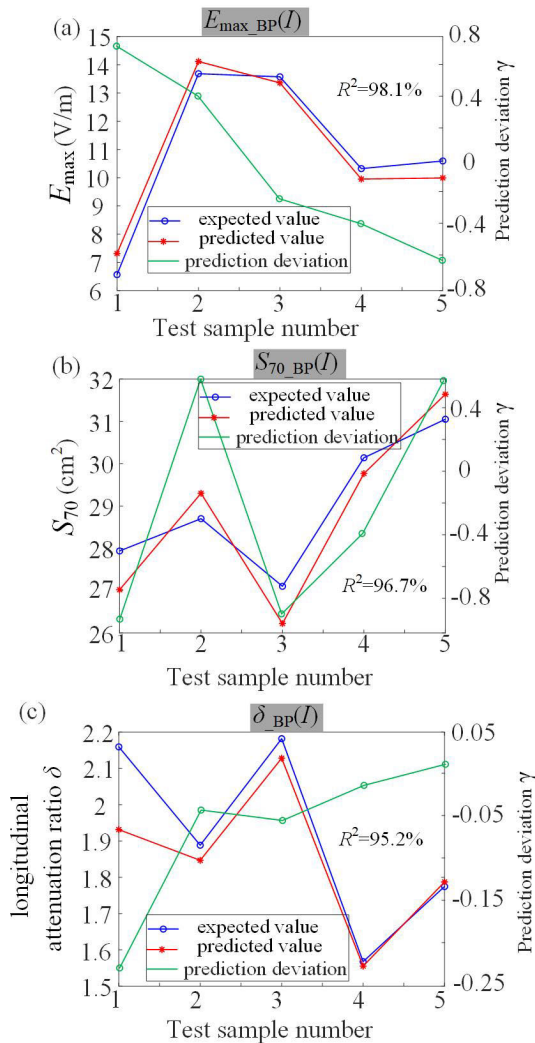 (a)
E_max_BP(I)
15
14
13
12
11
10
9
8
7
6
E_max (V/m)
0.8
0.4
0
-0.4
-0.8
Prediction deviation γ
R²=98.1%
expected value
predicted value
prediction deviation
1 2 3 4 5
Test sample number
(b)
S_70_BP(I)
32
31
30
29
28
27
26
S_70 (cm²)
0.4
0
-0.4
-0.8
Prediction deviation γ
expected value
predicted value
prediction deviation
R²=96.7%
1 2 3 4 5
Test sample number
(c)
δ_BP(I)
2.2
2.1
2.0
1.9
1.8
1.7
1.6
1.5
longitudinal
attenuation ratio δ
0.05
-0.05
-0.15
-0.25
Prediction deviation γ
R²=95.2%
expected value
predicted value
prediction deviation
1 2 3 4 5
Test sample number